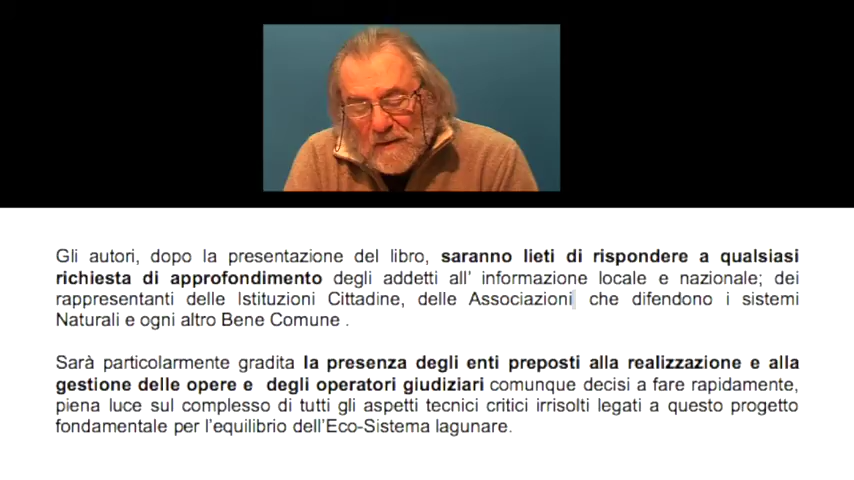 Gli autori, dopo la presentazione del libro, saranno lieti di rispondere a qualsiasi
richiesta di approfondimento degli addetti all' informazione locale e nazionale; dei
rappresentanti delle Istituzioni Cittadine, delle Associazioni che difendono i sistemi
Naturali e ogni altro Bene Comune .
Sarà particolarmente gradita la presenza degli enti preposti alla realizzazione e alla
gestione delle opere e degli operatori giudiziari comunque decisi a fare rapidamente,
piena luce sul complesso di tutti gli aspetti tecnici critici irrisolti legati a questo progetto
fondamentale per l'equilibrio dell'Eco-Sistema lagunare.